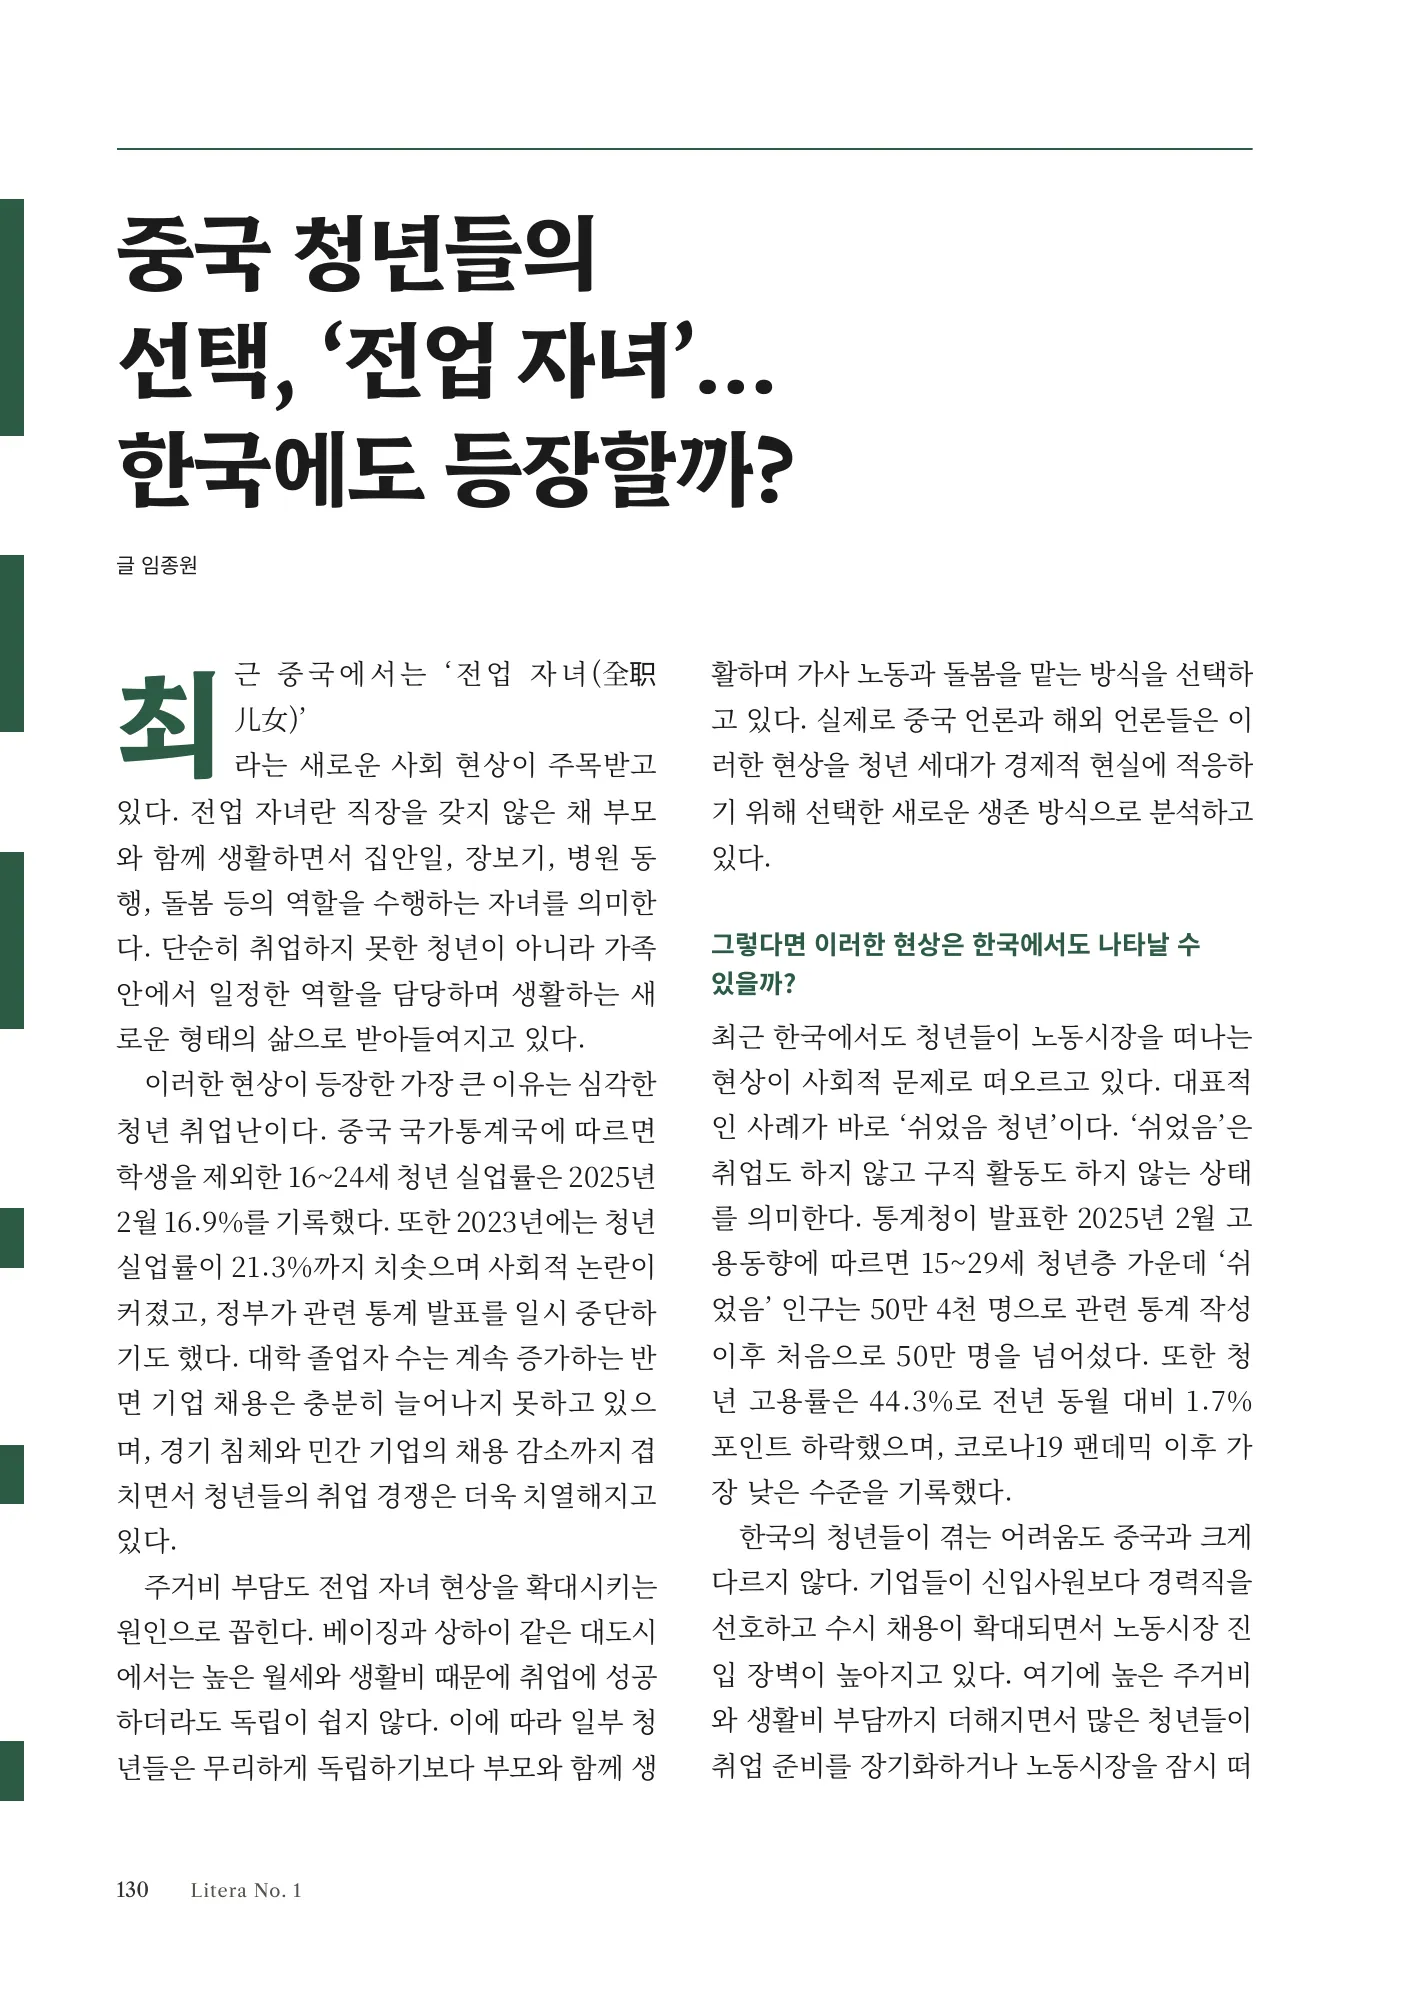 중국 청년들의
선택, ‘전업 자녀’...
한국에도 등장할까?
글 임종원
최근 중국에서는 ‘전업 자녀(全职
儿女)’
라는 새로운 사회 현상이 주목받고
있다. 전업 자녀란 직장을 갖지 않은 채 부모
와 함께 생활하면서 집안일, 장보기, 병원 동
행, 돌봄 등의 역할을 수행하는 자녀를 의미한
다. 단순히 취업하지 못한 청년이 아니라 가족
안에서 일정한 역할을 담당하며 생활하는 새
로운 형태의 삶으로 받아들여지고 있다.
이러한 현상이 등장한 가장 큰 이유는 심각한
청년 취업난이다. 중국 국가통계국에 따르면
학생을 제외한 16~24세 청년 실업률은 2025년
2월 16.9%를 기록했다. 또한 2023년에는 청년
실업률이 21.3%까지 치솟으며 사회적 논란이
커졌고, 정부가 관련 통계 발표를 일시 중단하
기도 했다. 대학 졸업자 수는 계속 증가하는 반
면 기업 채용은 충분히 늘어나지 못하고 있으
며, 경기 침체와 민간 기업의 채용 감소까지 겹
치면서 청년들의 취업 경쟁은 더욱 치열해지고
있다.
주거비 부담도 전업 자녀 현상을 확대시키는
원인으로 꼽힌다. 베이징과 상하이 같은 대도시
에서는 높은 월세와 생활비 때문에 취업에 성공
하더라도 독립이 쉽지 않다. 이에 따라 일부 청
년들은 무리하게 독립하기보다 부모와 함께 생
활하며 가사 노동과 돌봄을 맡는 방식을 선택하
고 있다. 실제로 중국 언론과 해외 언론들은 이
러한 현상을 청년 세대가 경제적 현실에 적응하
기 위해 선택한 새로운 생존 방식으로 분석하고
있다.
그렇다면 이러한 현상은 한국에서도 나타날 수
있을까?
최근 한국에서도 청년들이 노동시장을 떠나는
현상이 사회적 문제로 떠오르고 있다. 대표적
인 사례가 바로 ‘쉬었음 청년’이다. ‘쉬었음’은
취업도 하지 않고 구직 활동도 하지 않는 상태
를 의미한다. 통계청이 발표한 2025년 2월 고
용동향에 따르면 15~29세 청년층 가운데 ‘쉬
었음’ 인구는 50만 4천 명으로 관련 통계 작성
이후 처음으로 50만 명을 넘어섰다. 또한 청
년 고용률은 44.3%로 전년 동월 대비 1.7%
포인트 하락했으며, 코로나19 팬데믹 이후 가
장 낮은 수준을 기록했다.
한국의 청년들이 겪는 어려움도 중국과 크게
다르지 않다. 기업들이 신입사원보다 경력직을
선호하고 수시 채용이 확대되면서 노동시장 진
입 장벽이 높아지고 있다. 여기에 높은 주거비
와 생활비 부담까지 더해지면서 많은 청년들이
취업 준비를 장기화하거나 노동시장을 잠시 떠
130 Litera No. 1